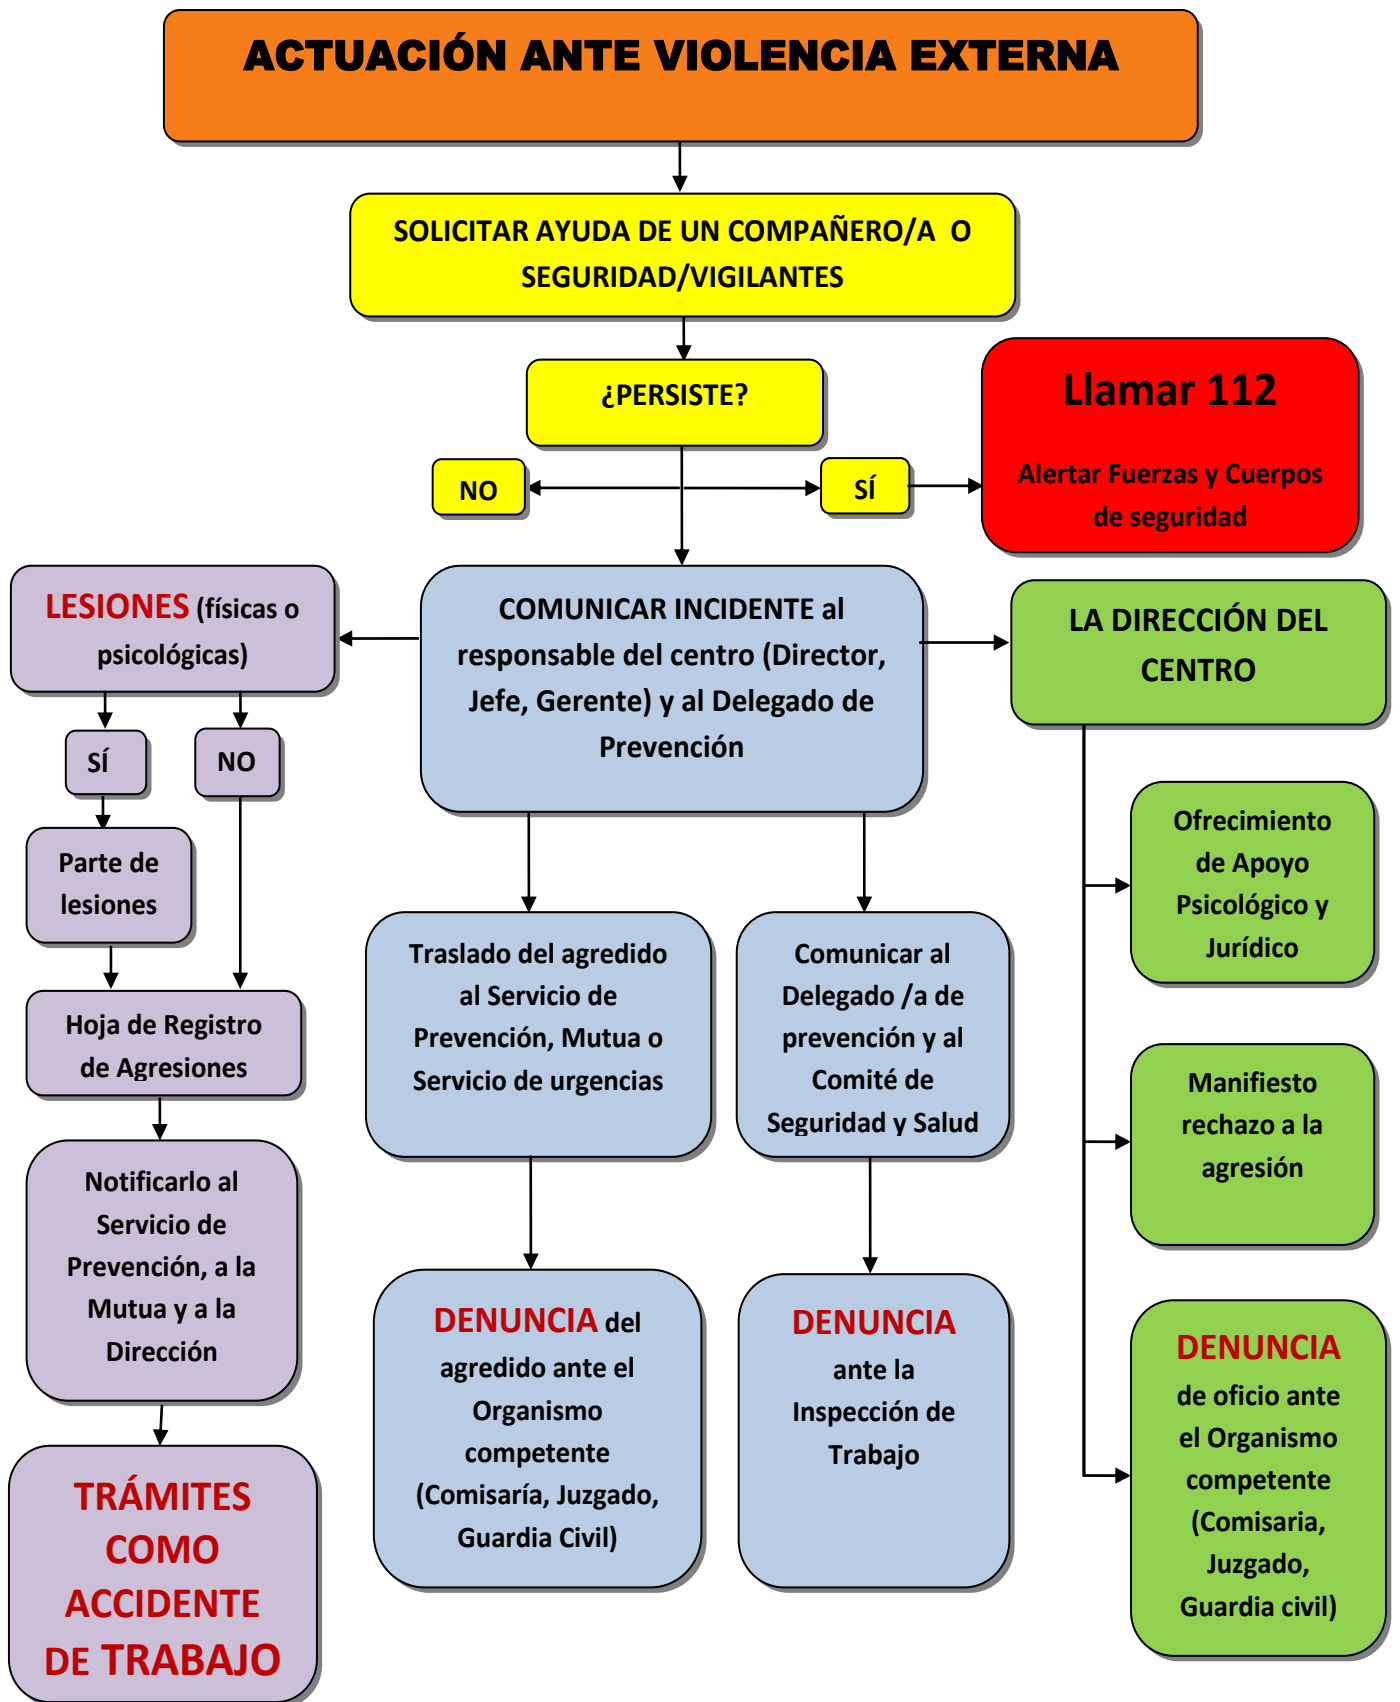 ACTUACIÓN ANTE VIOLENCIA EXTERNA
SOLICITAR AYUDA DE UN COMPAÑERO/A O
SEGURIDAD/VIGILANTES
¿PERSISTE?
NO
SÍ
Llamar 112
Alertar Fuerzas y Cuerpos
de seguridad
LESIONES (físicas o
psicológicas)
SÍ
NO
Parte de
lesiones
Hoja de Registro
de Agresiones
Notificarlo al
Servicio de
Prevención, a la
Mutua y a la
Dirección
TRÁMITES
COMO
ACCIDENTE
DE TRABAJO
COMUNICAR INCIDENTE al
responsable del centro (Director,
Jefe, Gerente) y al Delegado de
Prevención
Traslado del agredido
al Servicio de
Prevención, Mutua o
Servicio de urgencias
DENUNCIA del
agredido ante el
Organismo
competente
(Comisaría, Juzgado,
Guardia Civil)
Comunicar al
Delegado /a de
prevención y al
Comité de
Seguridad y Salud
DENUNCIA
ante la
Inspección de
Trabajo
LA DIRECCIÓN DEL
CENTRO
Ofrecimiento
de Apoyo
Psicológico y
Jurídico
Manifiesto
rechazo a la
agresión
DENUNCIA
de oficio ante
el Organismo
competente
(Comisaria,
Juzgado,
Guardia civil)